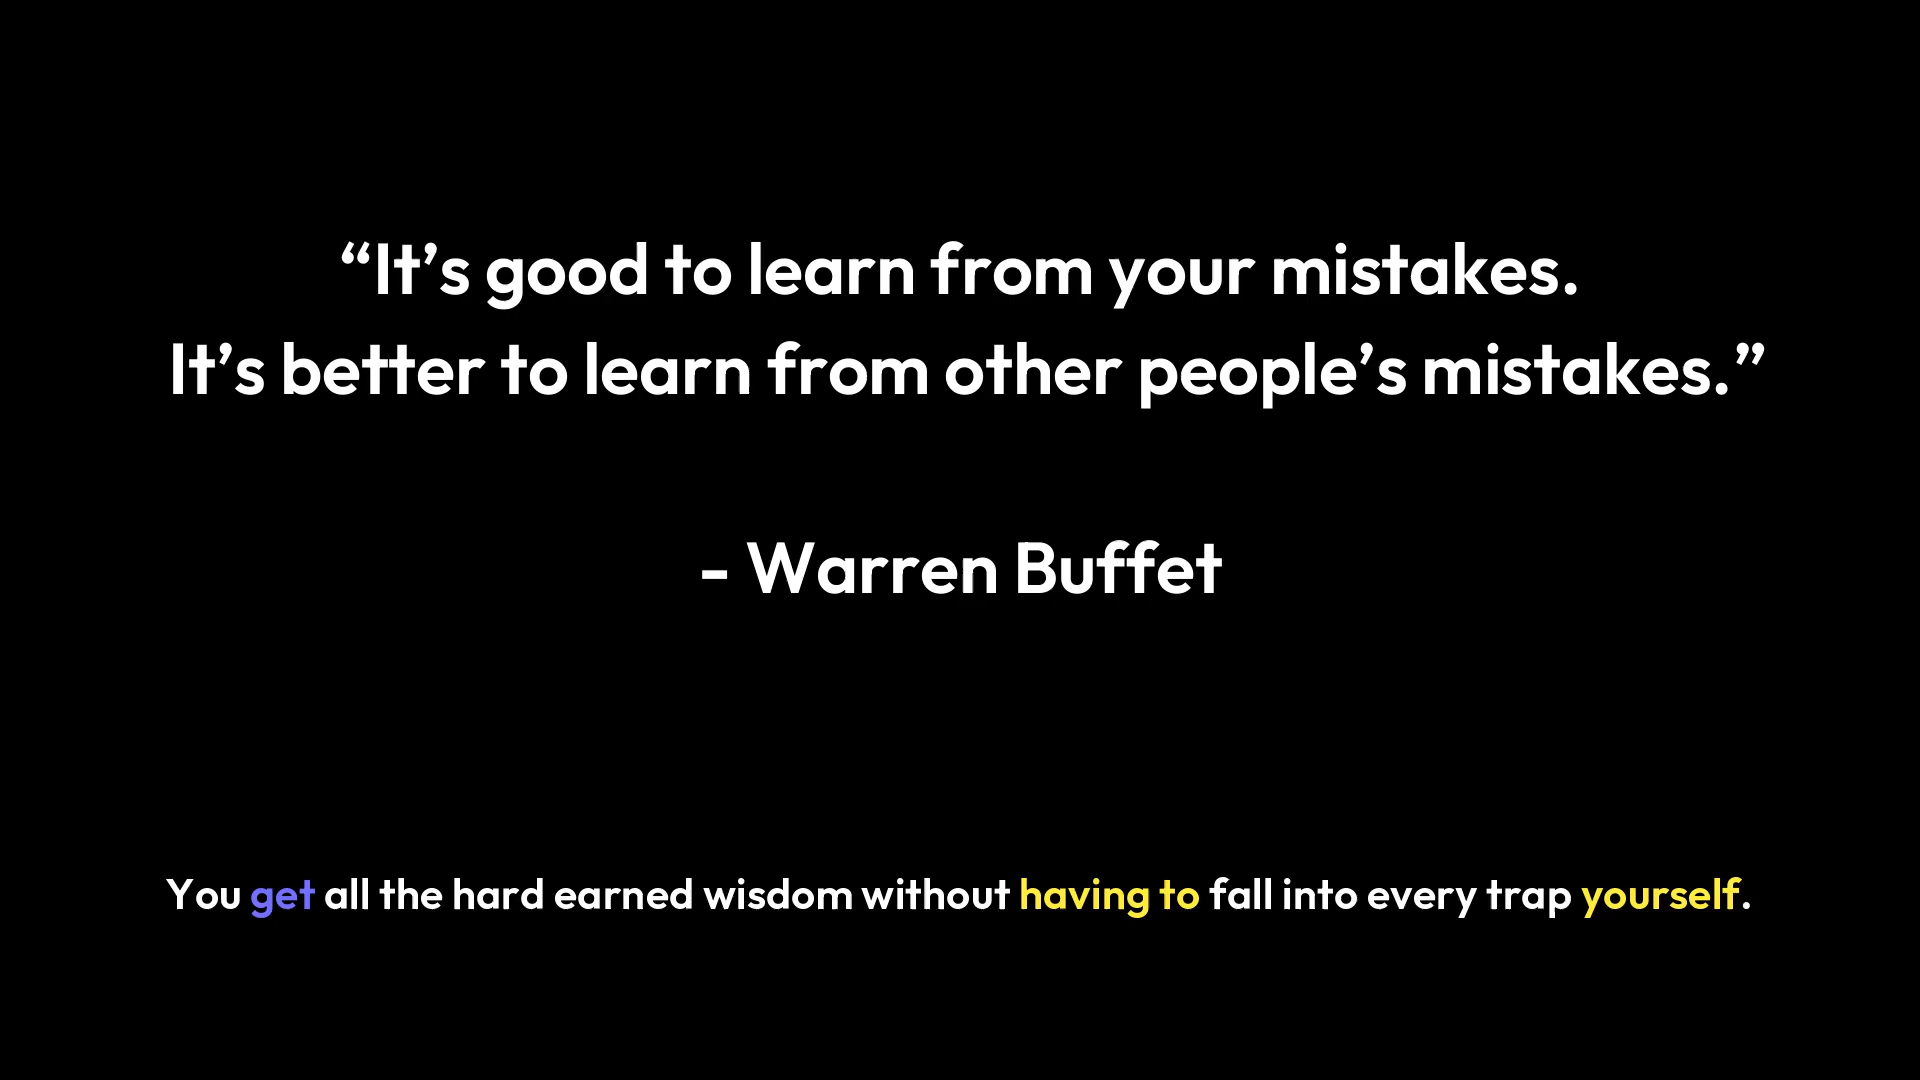 “It’s good to learn from your mistakes.
It’s better to learn from other people’s mistakes.”
- Warren Buffet
You get all the hard earned wisdom without having to fall into every trap yourself.